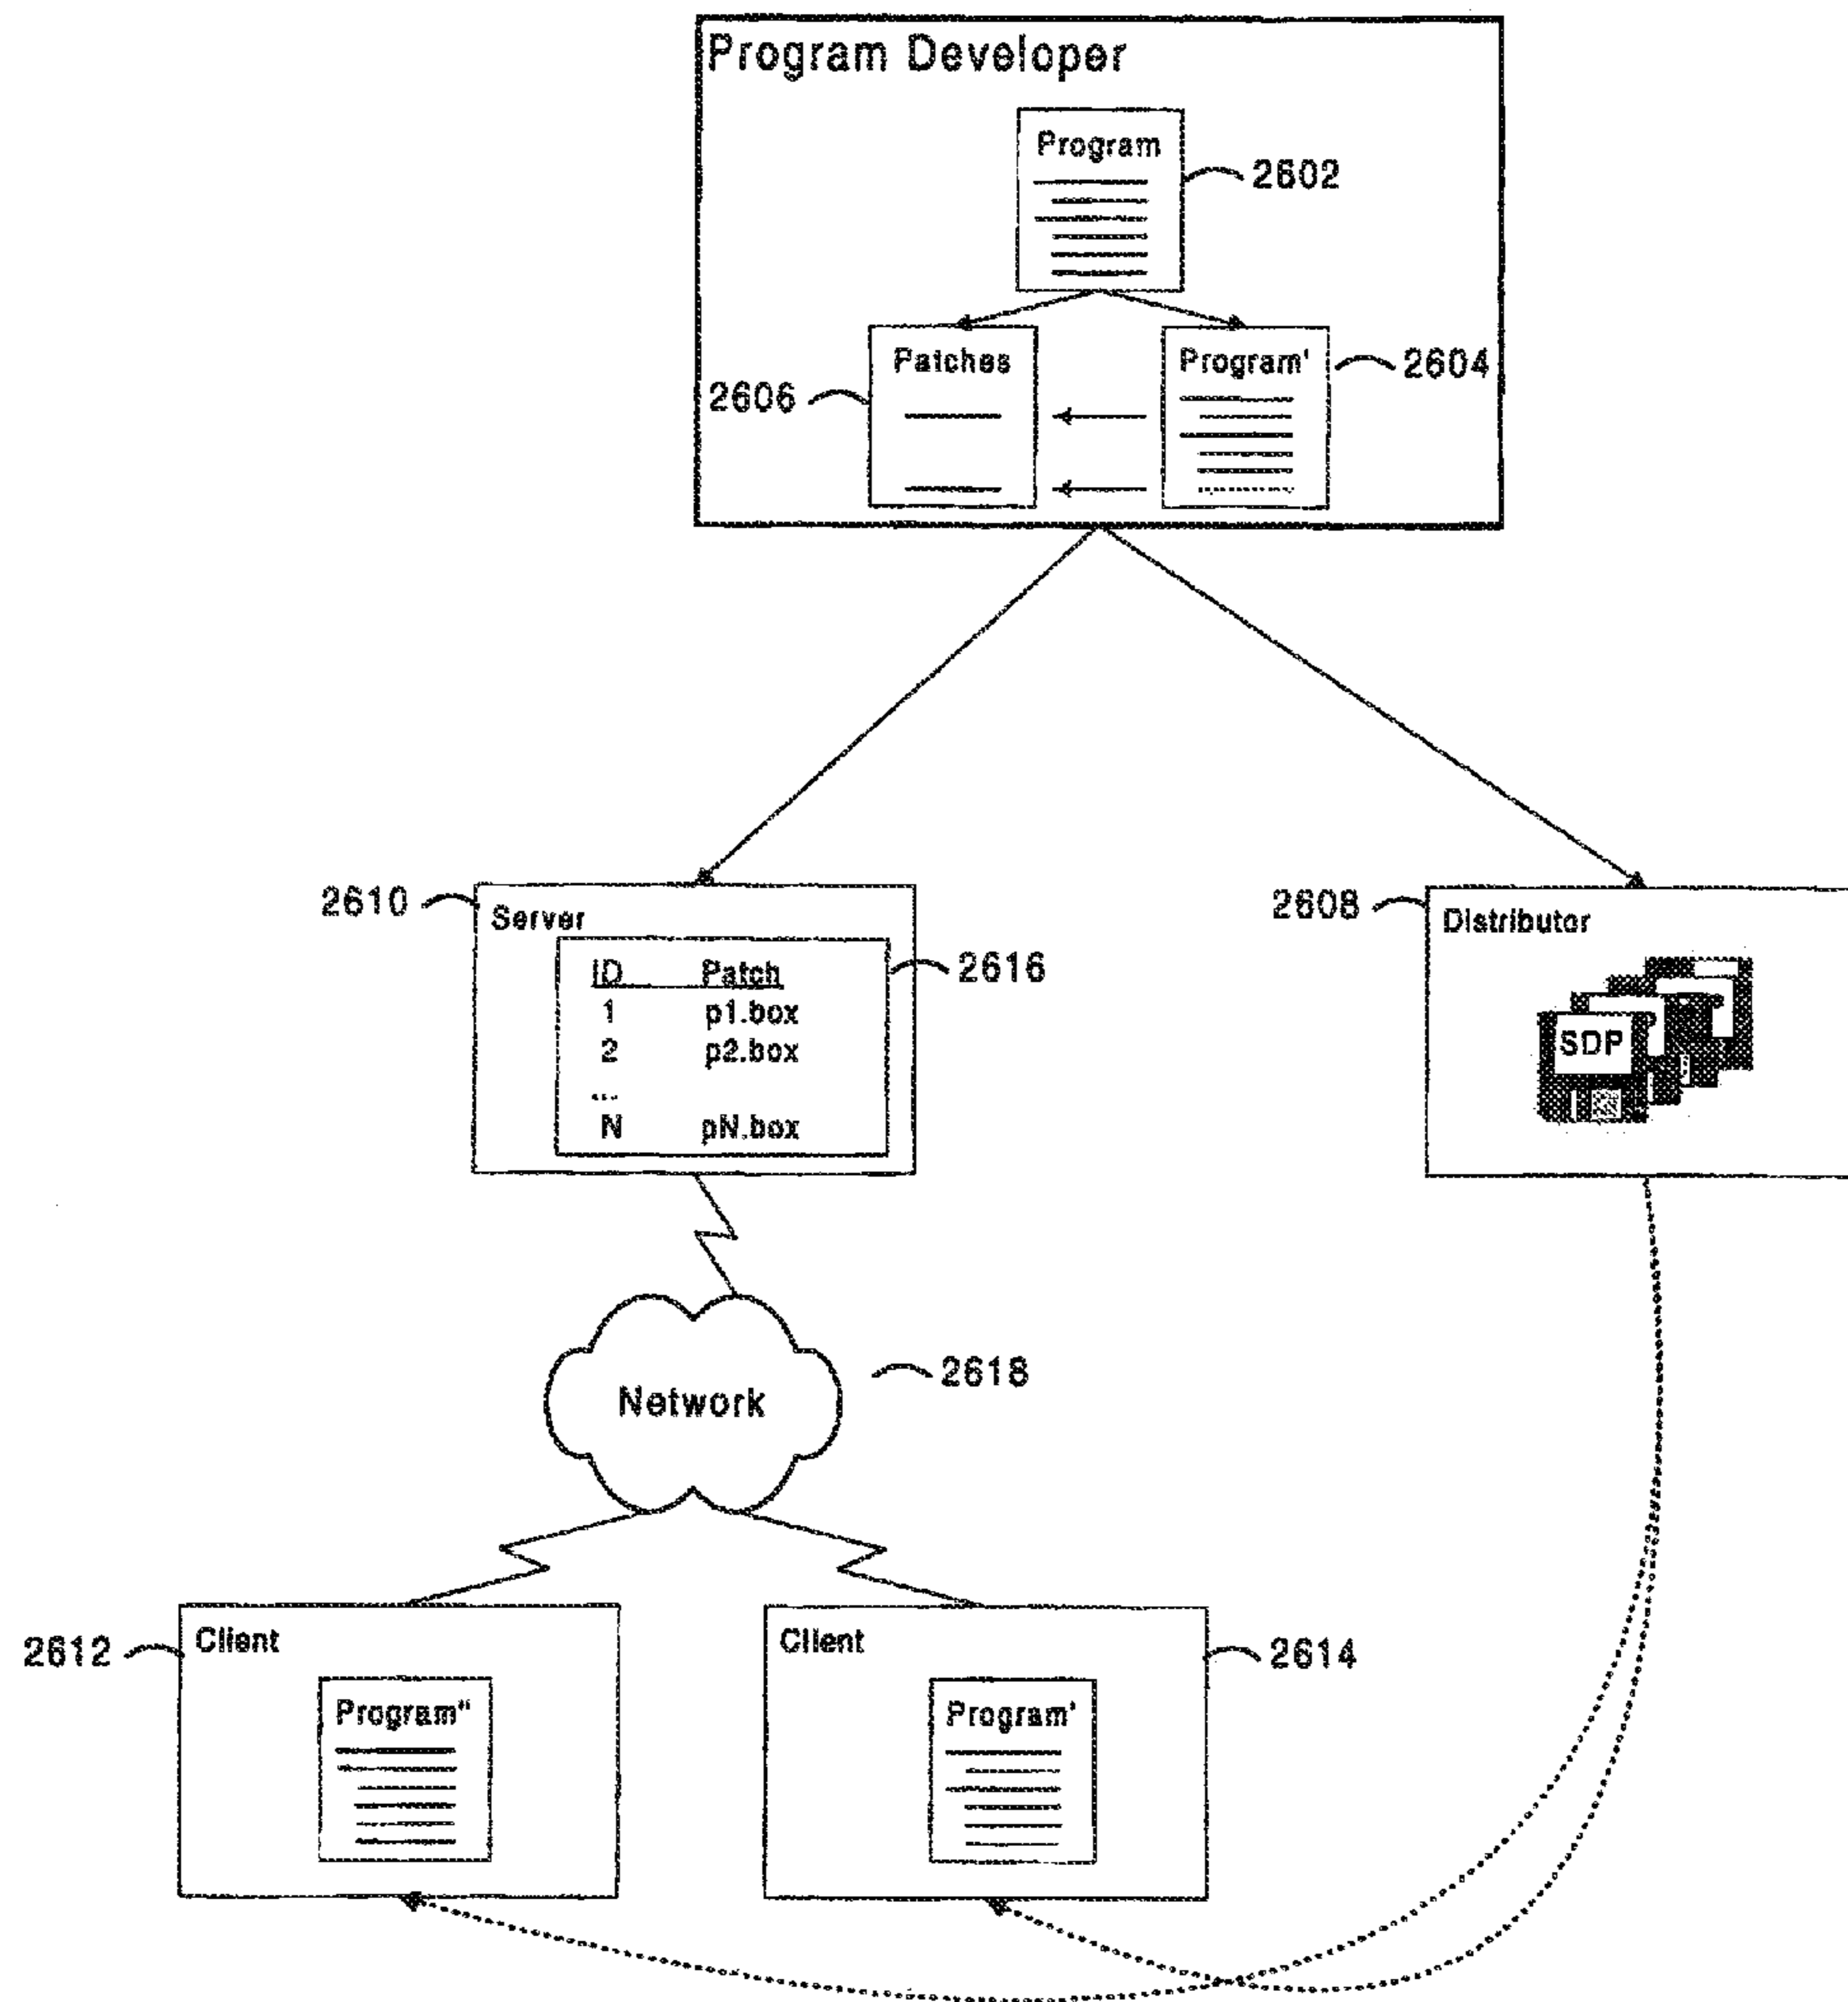 Program Developer
Program
2602
Patches
Program'
2604
2606
2610
Server
2608
Distributor
ID Patch
2616
1 p1.box
2 p2.box
...
N pN.box
SDP
Network
2618
2612
Client
Client
2614
Program"
Program'